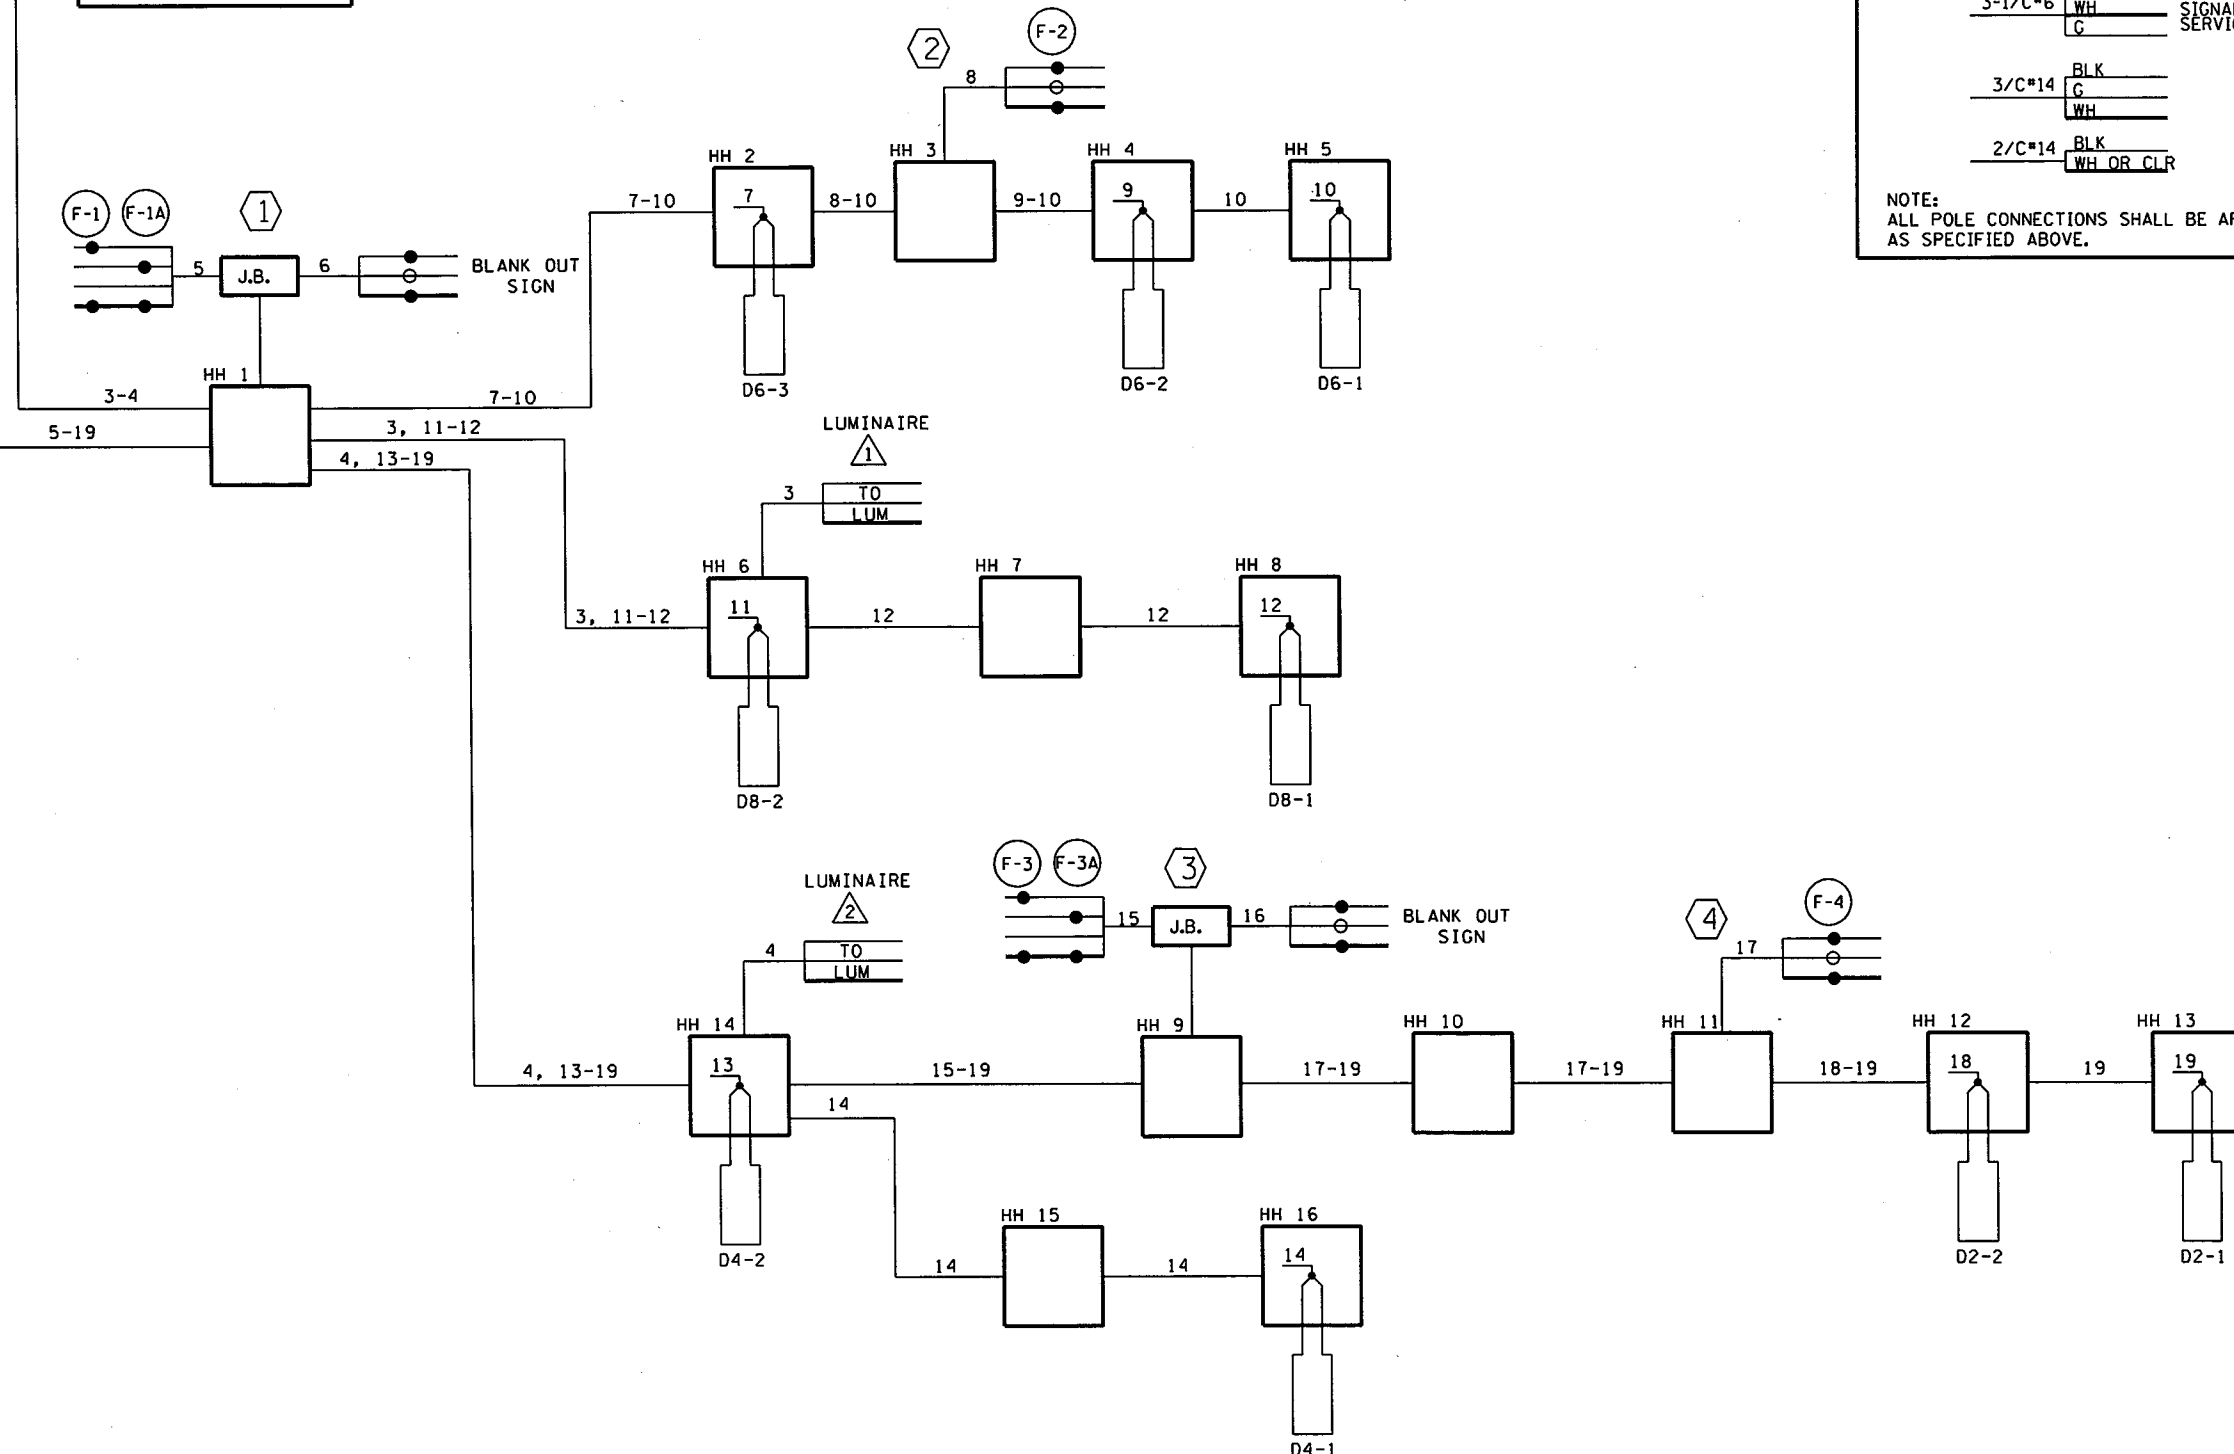 3-1/C#6
WH
G
3/C#14
BLK
G
WH
2/C#14
BLK
WH OR CLR
NOTE:
ALL POLE CONNECTIONS SHALL BE
AS SPECIFIED ABOVE.
2
F-2
8
HH 2
HH 3
HH 4
HH 5
F-1
F-1A
1
7-10
7
8-10
9-10
9
10
10
5
J.B.
6
BLANK OUT
SIGN
D6-3
D6-2
D6-1
HH 1
3-4
7-10
5-19
3, 11-12
4, 13-19
LUMINAIRE
1
3
TO
LUM
HH 6
HH 7
HH 8
3, 11-12
11
12
12
12
D8-2
D8-1
LUMINAIRE
2
4
TO
LUM
F-3
F-3A
3
15
J.B.
16
BLANK OUT
SIGN
4
F-4
17
HH 14
HH 9
HH 10
HH 11
HH 12
HH 13
4, 13-19
13
15-19
17-19
17-19
18-19
18
19
19
14
D4-2
D2-2
D2-1
HH 15
HH 16
14
14
14
D4-1